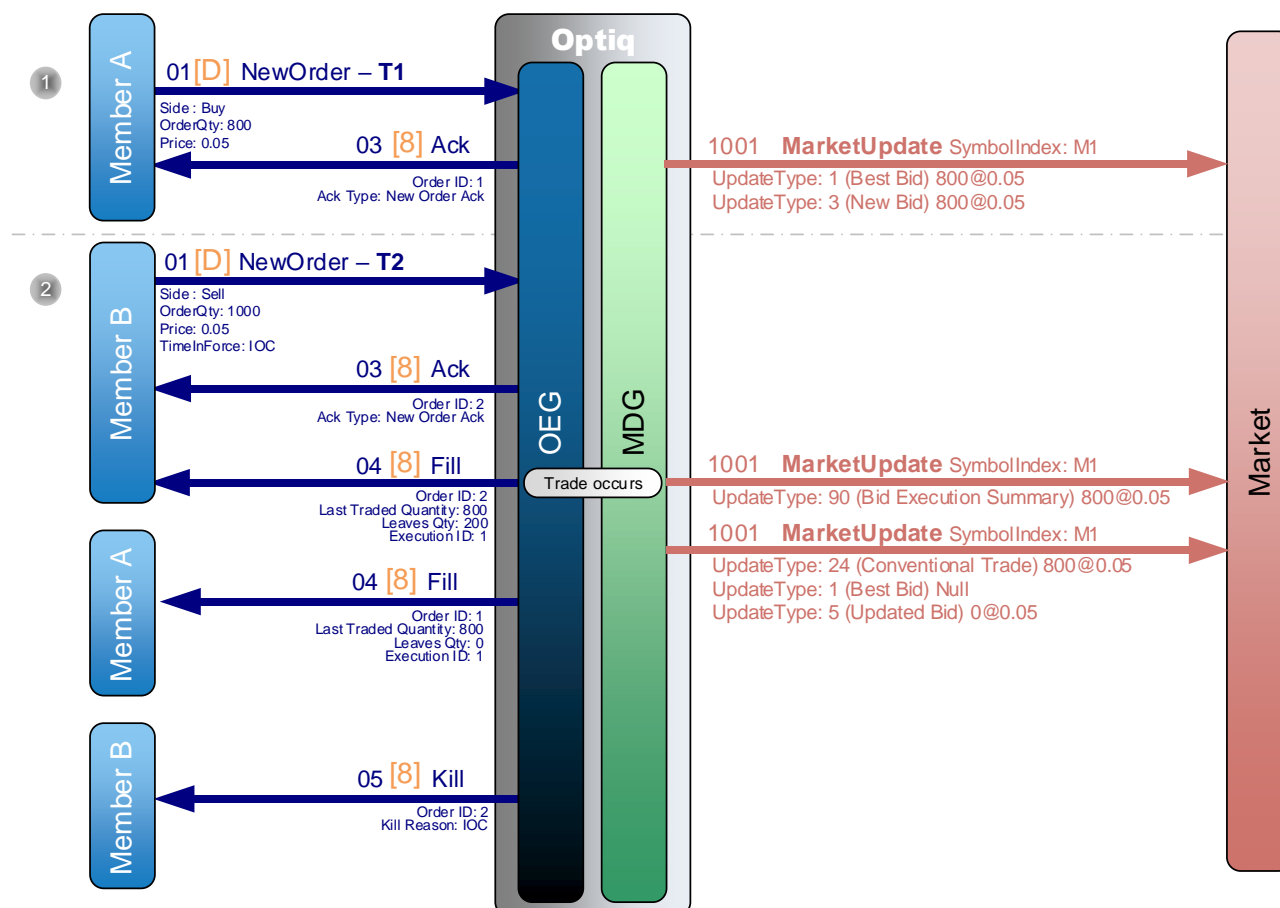 Optiq
1
Member A
01 [D] NewOrder – T1
Side : Buy
OrderQty: 800
Price: 0.05
03 [8] Ack
Order ID: 1
Ack Type: New Order Ack
1001 MarketUpdate SymbolIndex: M1
UpdateType: 1 (Best Bid) 800@0.05
UpdateType: 3 (New Bid) 800@0.05
2
Member B
01 [D] NewOrder – T2
Side : Sell
OrderQty: 1000
Price: 0.05
TimeInForce: IOC
03 [8] Ack
Order ID: 2
Ack Type: New Order Ack
OEG
MDG
Market
04 [8] Fill
Order ID: 2
Last Traded Quantity: 800
Leaves Qty: 200
Execution ID: 1
Trade occurs
1001 MarketUpdate SymbolIndex: M1
UpdateType: 90 (Bid Execution Summary) 800@0.05
1001 MarketUpdate SymbolIndex: M1
UpdateType: 24 (Conventional Trade) 800@0.05
UpdateType: 1 (Best Bid) Null
UpdateType: 5 (Updated Bid) 0@0.05
Member A
04 [8] Fill
Order ID: 1
Last Traded Quantity: 800
Leaves Qty: 0
Execution ID: 1
Member B
05 [8] Kill
Order ID: 2
Kill Reason: IOC